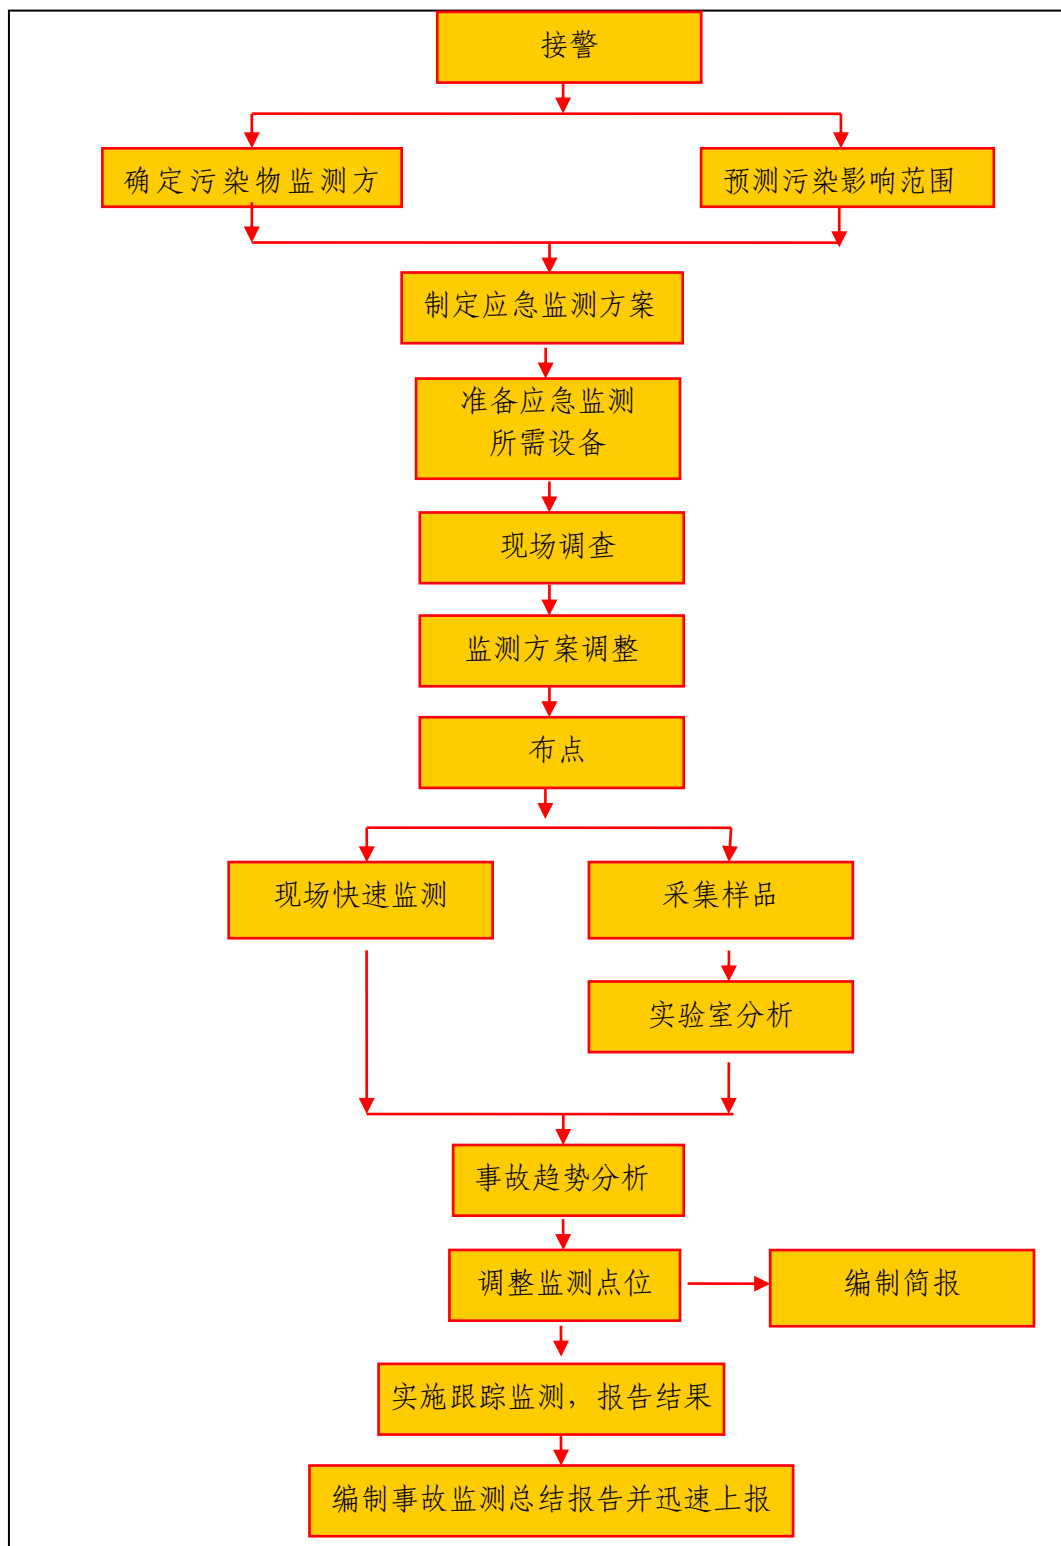 接警
确定污染物监测方
预测污染影响范围
制定应急监测方案
准备应急监测
所需设备
现场调查
监测方案调整
布点
现场快速监测
采集样品
实验室分析
事故趋势分析
调整监测点位
编制简报
实施跟踪监测，报告结果
编制事故监测总结报告并迅速上报